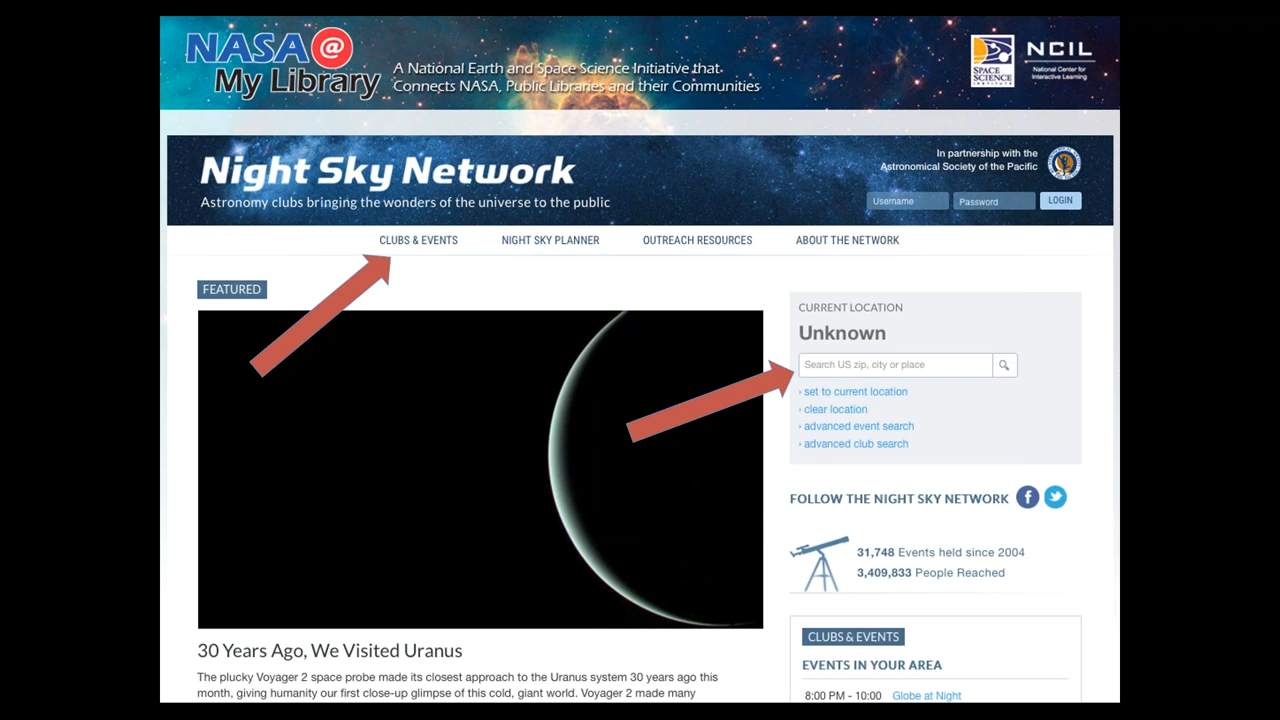 NASA @
My Library
A National Earth and Space Science Initiative that
Connects NASA, Public Libraries and their Communities
SPACE
SCIENCE
INSTITUTE
NCIL
National Center for
Interactive Learning
Night Sky Network
Astronomy clubs bringing the wonders of the universe to the public
In partnership with the
Astronomical Society of the Pacific
Username
Password
LOGIN
CLUBS & EVENTS
NIGHT SKY PLANNER
OUTREACH RESOURCES
ABOUT THE NETWORK
FEATURED
30 Years Ago, We Visited Uranus
The plucky Voyager 2 space probe made its closest approach to the Uranus system 30 years ago this
month, giving humanity our first close-up glimpse of this cold, giant world. Voyager 2 made many
CURRENT LOCATION
Unknown
Search US zip, city or place
› set to current location
› clear location
› advanced event search
› advanced club search
FOLLOW THE NIGHT SKY NETWORK
31,748 Events held since 2004
3,409,833 People Reached
CLUBS & EVENTS
EVENTS IN YOUR AREA
8:00 PM - 10:00 Globe at Night